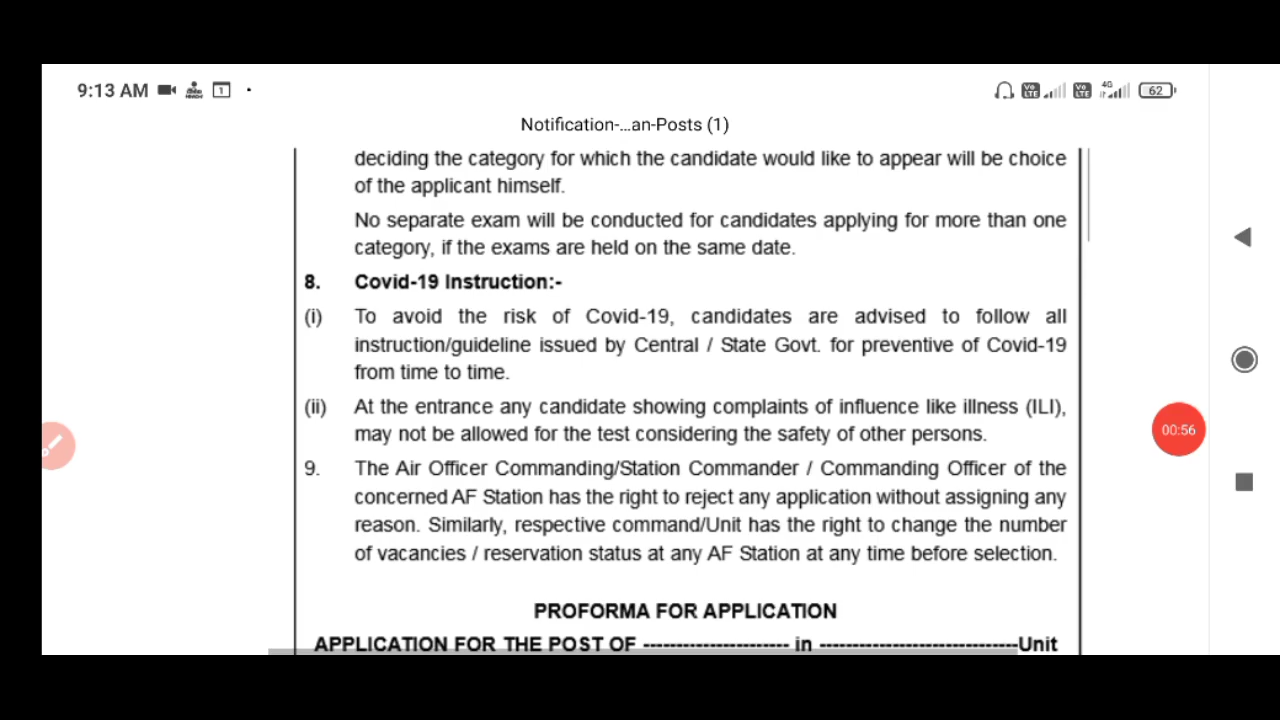 9:13 AM
1
4G
62
Notification-...an-Posts (1)
deciding the category for which the candidate would like to appear will be choice
of the applicant himself.
No separate exam will be conducted for candidates applying for more than one
category, if the exams are held on the same date.
8. Covid-19 Instruction:-
(i) To avoid the risk of Covid-19, candidates are advised to follow all
instruction/guideline issued by Central / State Govt. for preventive of Covid-19
from time to time.
(ii) At the entrance any candidate showing complaints of influence like illness (ILI),
may not be allowed for the test considering the safety of other persons.
00:56
9. The Air Officer Commanding/Station Commander / Commanding Officer of the
concerned AF Station has the right to reject any application without assigning any
reason. Similarly, respective command/Unit has the right to change the number
of vacancies / reservation status at any AF Station at any time before selection.
PROFORMA FOR APPLICATION
APPLICATION FOR THE POST OF ---------------------- in ------------------------------Unit